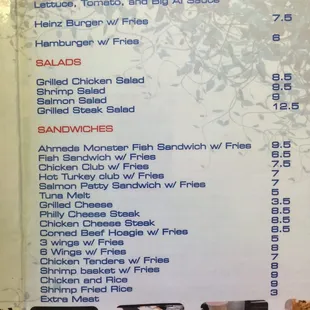 Lettuce, Tomato, and Big Al Sauce
Heinz Burger w/ Fries 7.5
Hamburger w/ Fries 6
SALADS
Grilled Chicken Salad 8.5
Shrimp Salad 9.5
Salmon Salad 9
Grilled Steak Salad 12.5
SANDWICHES
Ahmeds Monster Fish Sandwich w/ Fries 9.5
Fish Sandwich w/ Fries 6.5
Chicken Club w/ Fries 7.5
Hot Turkey club w/ Fries 7
Salmon Patty Sandwich w/ Fries 7
Tuna Melt 5
Grilled Cheese 3.5
Philly Cheese Steak 8.5
Chicken Cheese Steak 8.5
Corned Beef Hoagie w/ Fries 8.5
3 wings w/ Fries 5
6 Wings w/ Fries 8
Chicken Tenders w/ Fries 7
Shrimp basket w/ Fries 8
Chicken and Rice 9
Shrimp Fried Rice 9
Extra Meat 3